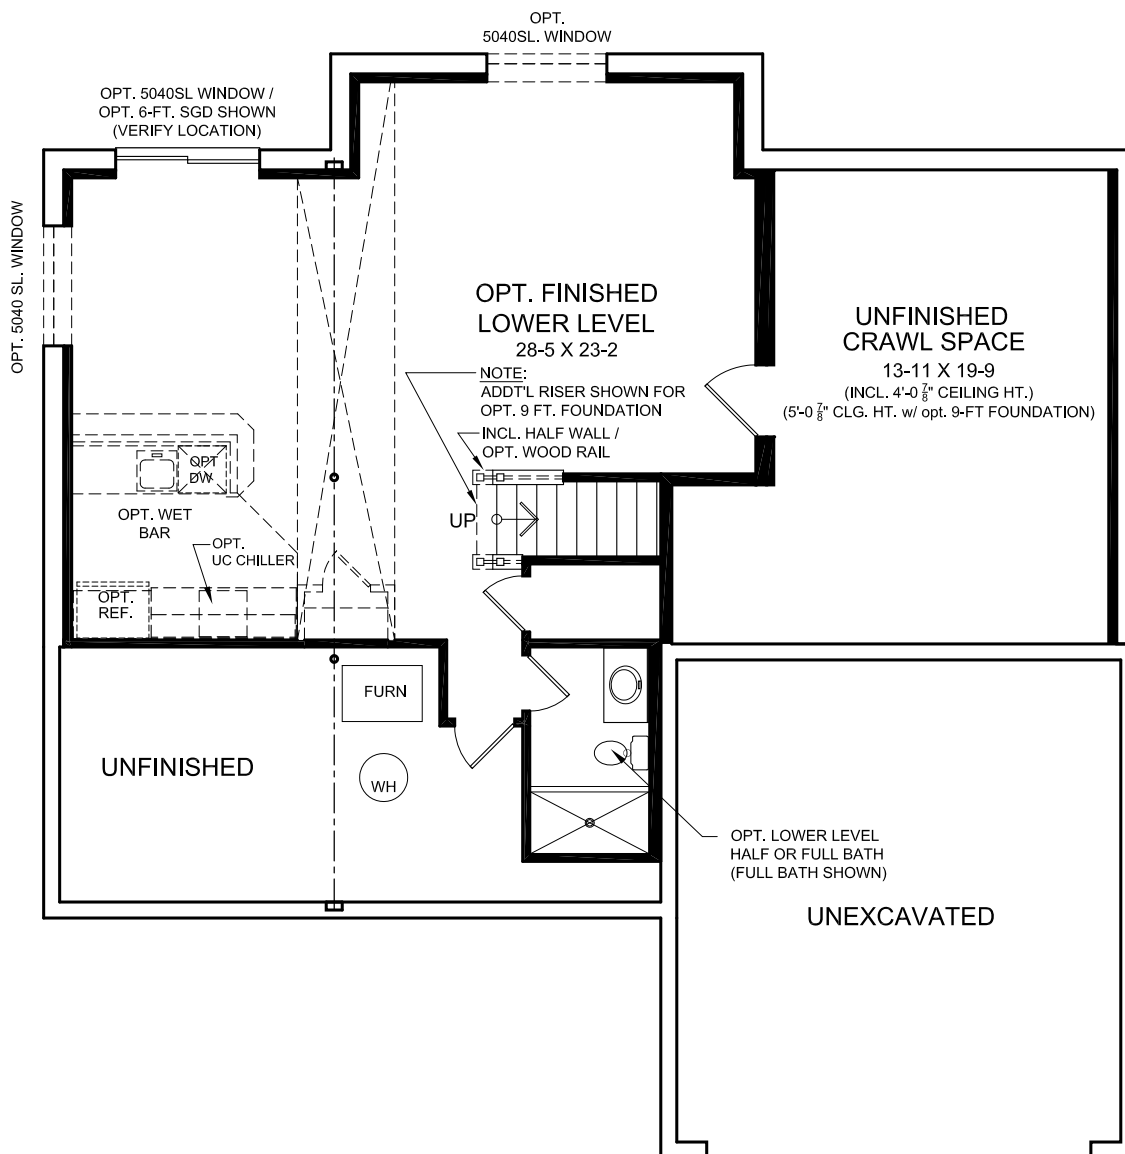 OPT.
5040SL. WINDOW
OPT. 5040SL WINDOW /
OPT. 6-FT. SGD SHOWN
(VERIFY LOCATION)
OPT. 5040 SL. WINDOW
OPT. FINISHED
LOWER LEVEL
28-5 X 23-2
NOTE:
ADDT'L RISER SHOWN FOR
OPT. 9 FT. FOUNDATION
INCL. HALF WALL /
OPT. WOOD RAIL
UNFINISHED
CRAWL SPACE
13-11 X 19-9
(INCL. 4'-0 7/8" CEILING HT.)
(5'-0 7/8" CLG. HT. w/ opt. 9-FT FOUNDATION)
OPT
DW
OPT. WET
BAR
UP
OPT.
UC CHILLER
OPT.
REF.
FURN
UNFINISHED
WH
OPT. LOWER LEVEL
HALF OR FULL BATH
(FULL BATH SHOWN)
UNEXCAVATED